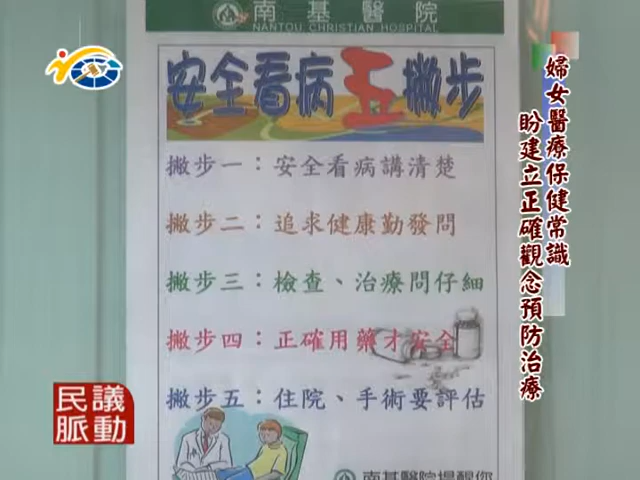 南基醫院
NANTOU CHRISTIAN HOSPITAL
安全看病五撇步
撇步一：安全看病講清楚
撇步二：追求健康勤發問
撇步三：檢查、治療問仔細
撇步四：正確用藥才安全
撇步五：住院、手術要評估
南基醫院提醒您
婦女醫療保健常識
盼建立正確觀念預防治療
民議
脈動